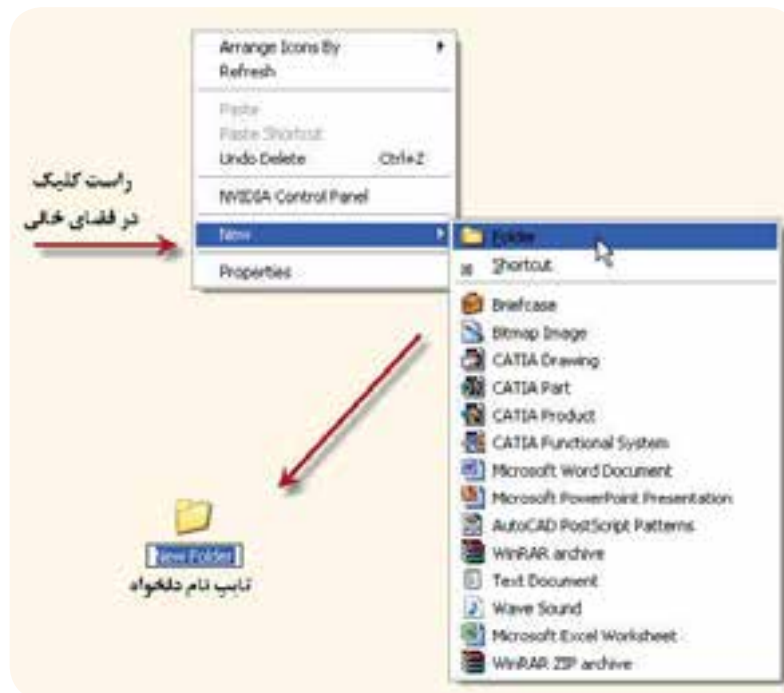 Arrange Icons By
Refresh
Paste
Paste Shortcut
Undo Delete Ctrl+Z
NVIDIA Control Panel
New
Properties
راست کلیک
در فضای خالی
Folder
Shortcut
Briefcase
Bitmap Image
CATIA Drawing
CATIA Part
CATIA Product
CATIA Functional System
Microsoft Word Document
Microsoft PowerPoint Presentation
AutoCAD PostScript Patterns
WinRAR archive
Text Document
Wave Sound
Microsoft Excel Worksheet
WinRAR ZIP archive
New Folder
تایپ نام دلخواه